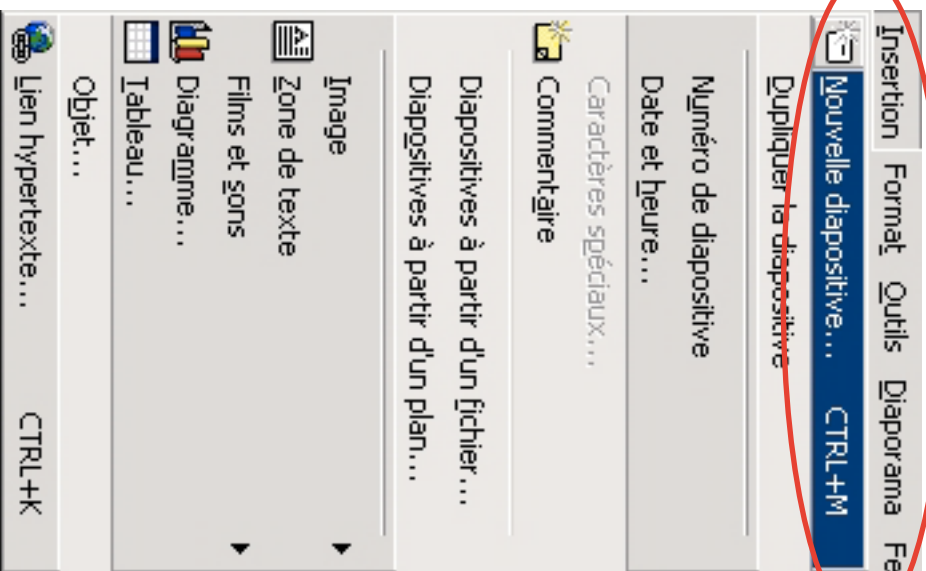 Insertion Format Outils Diaporama Fe
Nouvelle diapositive... CTRL+M
Dupliquer la diapositive
Numéro de diapositive
Date et heure...
Caractères spéciaux...
Commentaire
Diapositives à partir d'un fichier...
Diapositives à partir d'un plan...
Image
Zone de texte
Films et sons
Diagramme...
Tableau...
Objet...
Lien hypertexte... CTRL+K